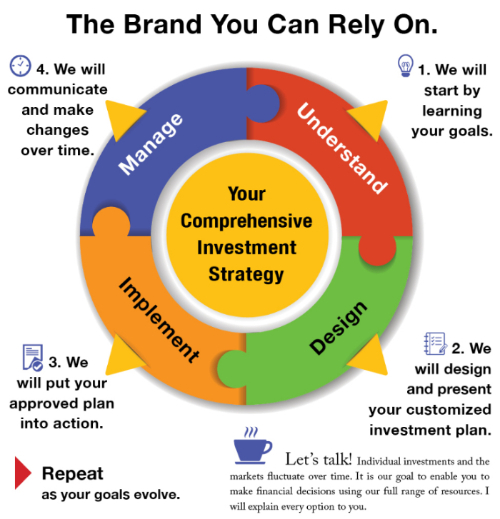 The Brand You Can Rely On.
1. We will
start by
learning
your goals.
2. We
will design
and present
your customized
investment plan.
3. We
will put your
approved plan
into action.
4. We will
communicate
and make
changes
over time.
Understand
Design
Implement
Manage
Your
Comprehensive
Investment
Strategy
Repeat
as your goals evolve.
Let's talk! Individual investments and the
markets fluctuate over time. It is our goal to enable you to
make financial decisions using our full range of resources. I
will explain every option to you.